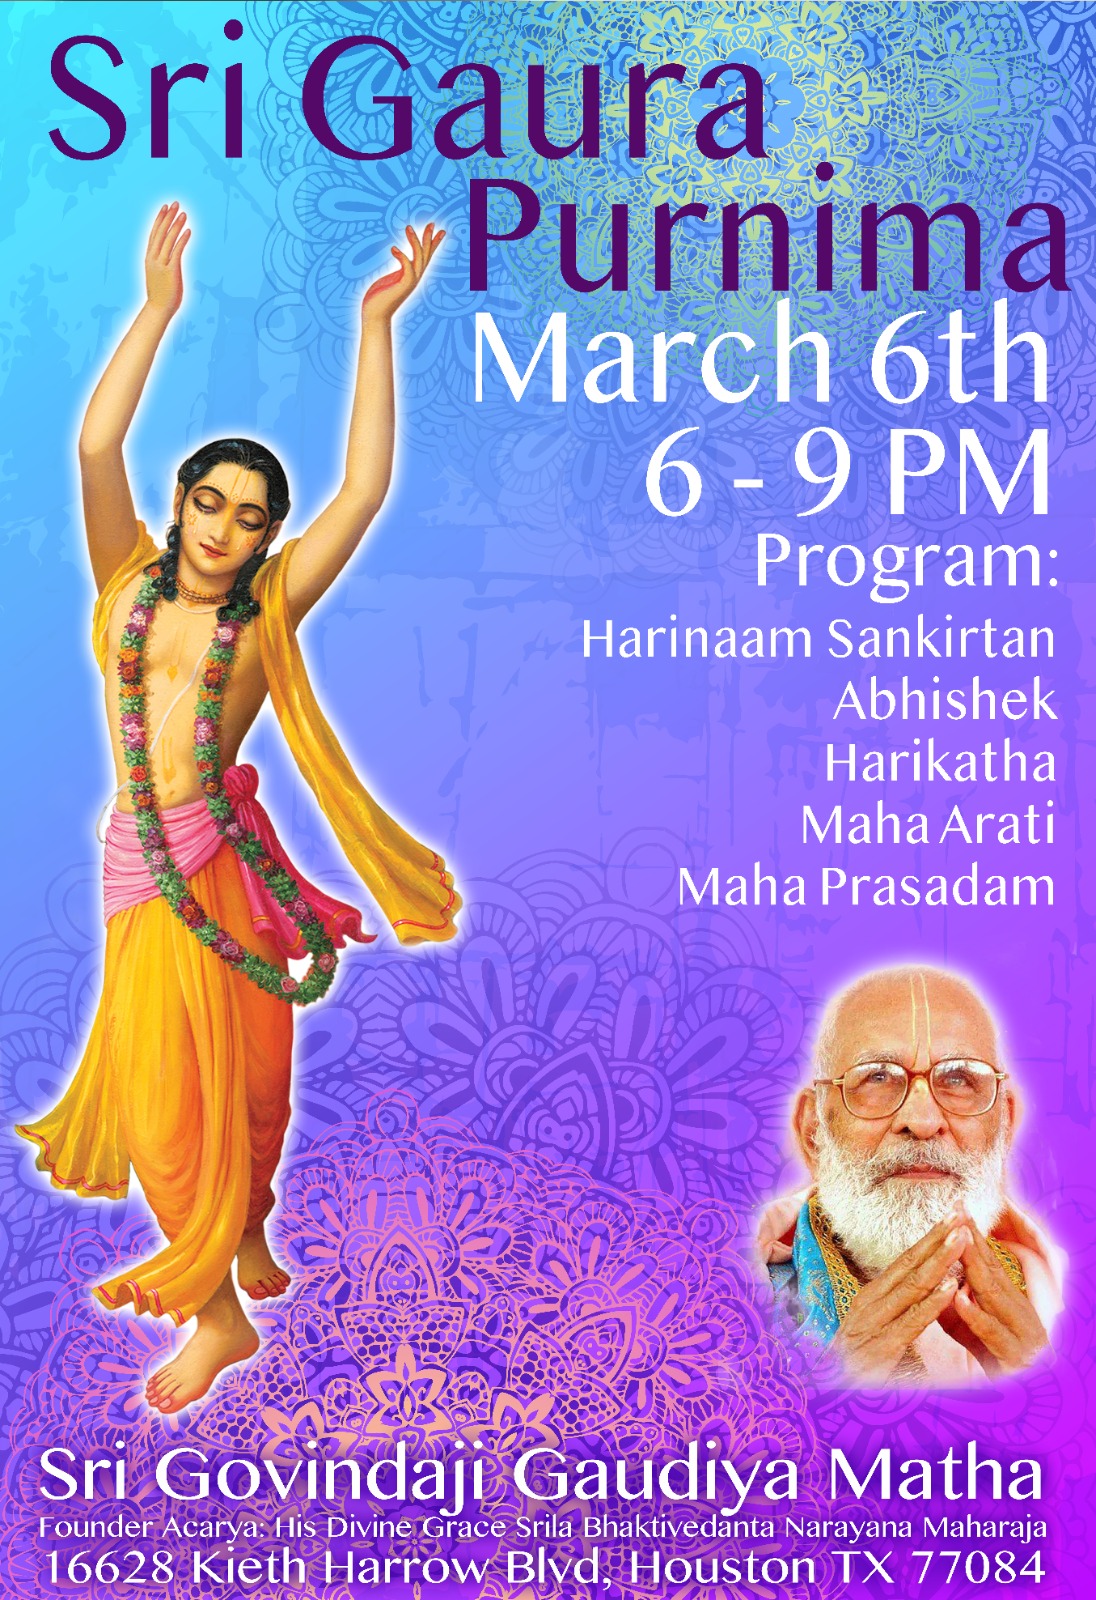 Sri Gaura
Purnima
March 6th
6 - 9 PM
Program:
Harinaam Sankirtan
Abhishek
Harikatha
Maha Arati
Maha Prasadam
Sri Govindaji Gaudiya Matha
Founder Acarya: His Divine Grace Srila Bhaktivedanta Narayana Maharaja
16628 Kieth Harrow Blvd, Houston TX 77084